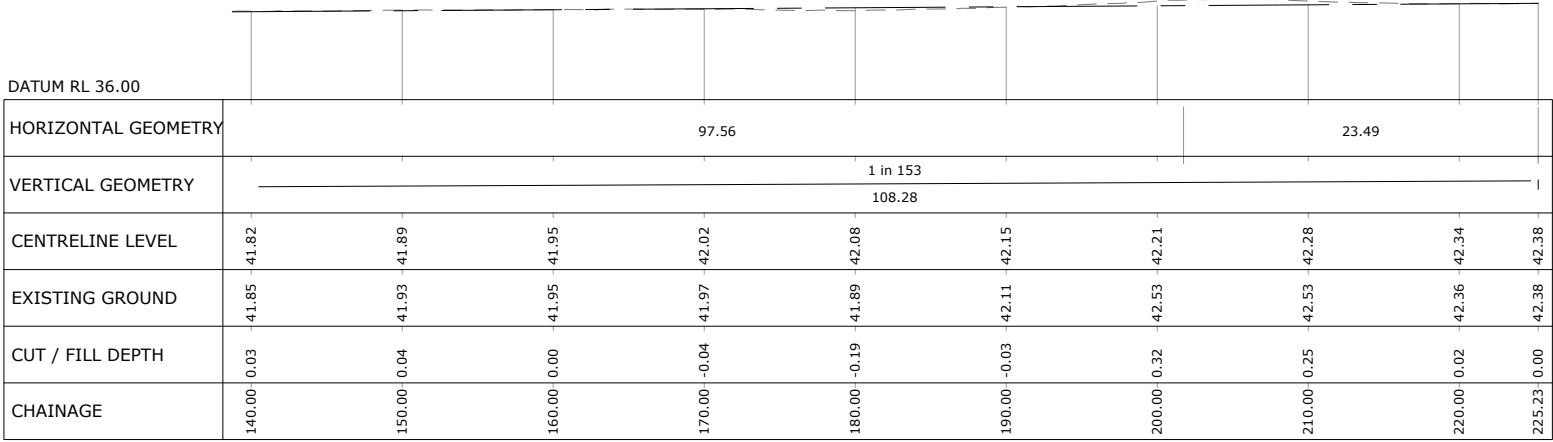 DATUM RL 36.00
HORIZONTAL GEOMETRY 97.56 23.49
VERTICAL GEOMETRY 1 in 153
108.28
CENTRELINE LEVEL 41.82 41.89 41.95 42.02 42.08 42.15 42.21 42.28 42.34 42.38
EXISTING GROUND 41.85 41.93 41.95 41.97 41.89 42.11 42.53 42.53 42.36 42.38
CUT / FILL DEPTH 0.03 0.04 0.00 -0.04 -0.19 -0.03 0.32 0.25 0.02 0.00
CHAINAGE 140.00 150.00 160.00 170.00 180.00 190.00 200.00 210.00 220.00 225.23